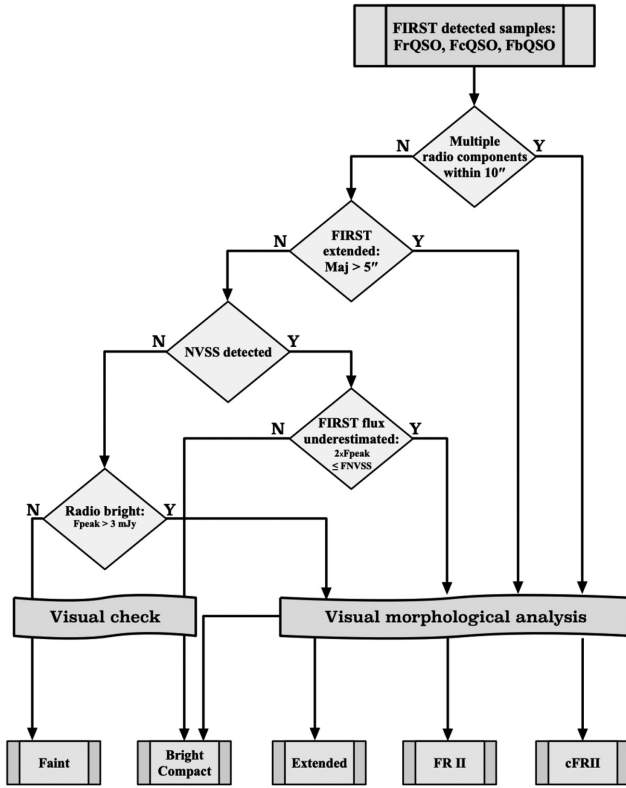 FIRST detected samples:
FrQSO, FcQSO, FbQSO
N
Multiple
radio components
within 10″
Y
N
FIRST
extended:
Maj > 5″
Y
N
NVSS detected
Y
N
FIRST flux
underestimated:
2xFpeak
≤ FNVSS
Y
N
Radio bright:
Fpeak > 3 mJy
Y
Visual check
Visual morphological analysis
Faint
Bright
Compact
Extended
FR II
cFRII